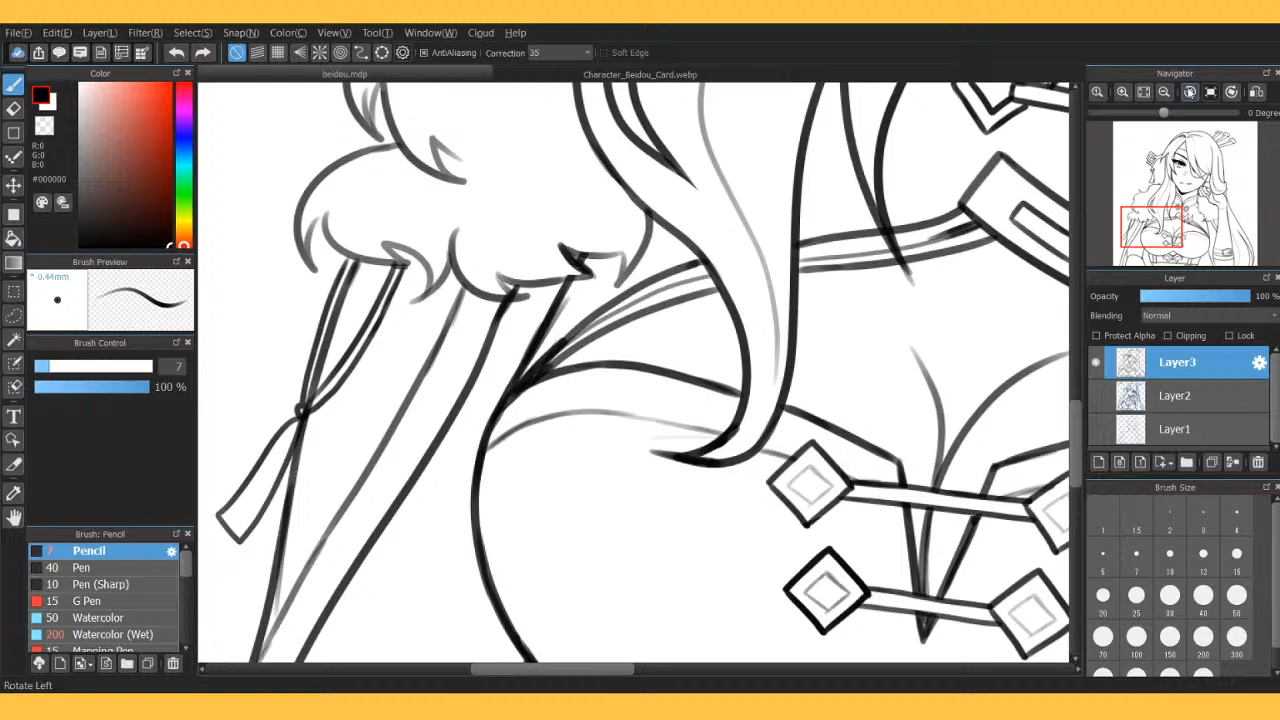 File(F) Edit(E) Layer(L) Filter(R) Select(S) Snap(N) Color(C) View(V) Tool(T) Window(W) Cloud Help
AntiAliasing Correction 35 Soft Edge
Color
beidou.mdp Character_Beidou_Card.webp
Navigator
0 Degree
R:0
G:0
B:0
#000000
Brush Preview
0.44mm
Brush Control
7
100 %
Layer
Opacity 100 %
Blending Normal
Protect Alpha Clipping Lock
Layer3
Layer2
Layer1
Brush Size
1 1.5 2 3 4
5 7 10 12 15
20 25 30 40 50
70 100 150 200 300
Brush: Pencil
7 Pencil
40 Pen
10 Pen (Sharp)
15 G Pen
50 Watercolor
200 Watercolor (Wet)
15 Mapping Pen
T
Rotate Left